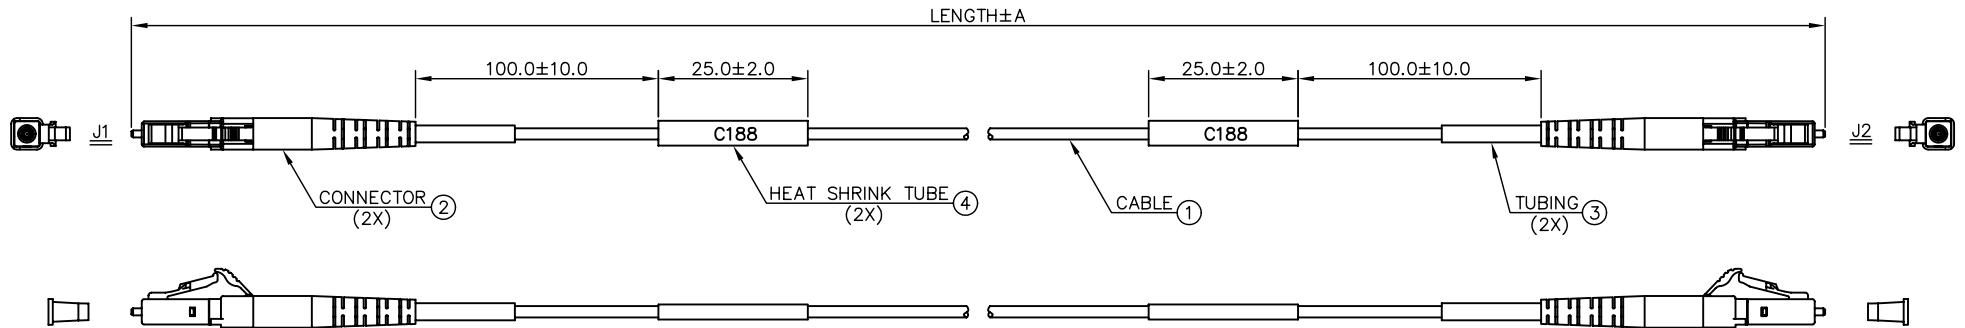 LENGTH±A
100.0±10.0
25.0±2.0
25.0±2.0
100.0±10.0
J1
C188
C188
J2
CONNECTOR 2
(2X)
HEAT SHRINK TUBE 4
(2X)
CABLE 1
TUBING 3
(2X)